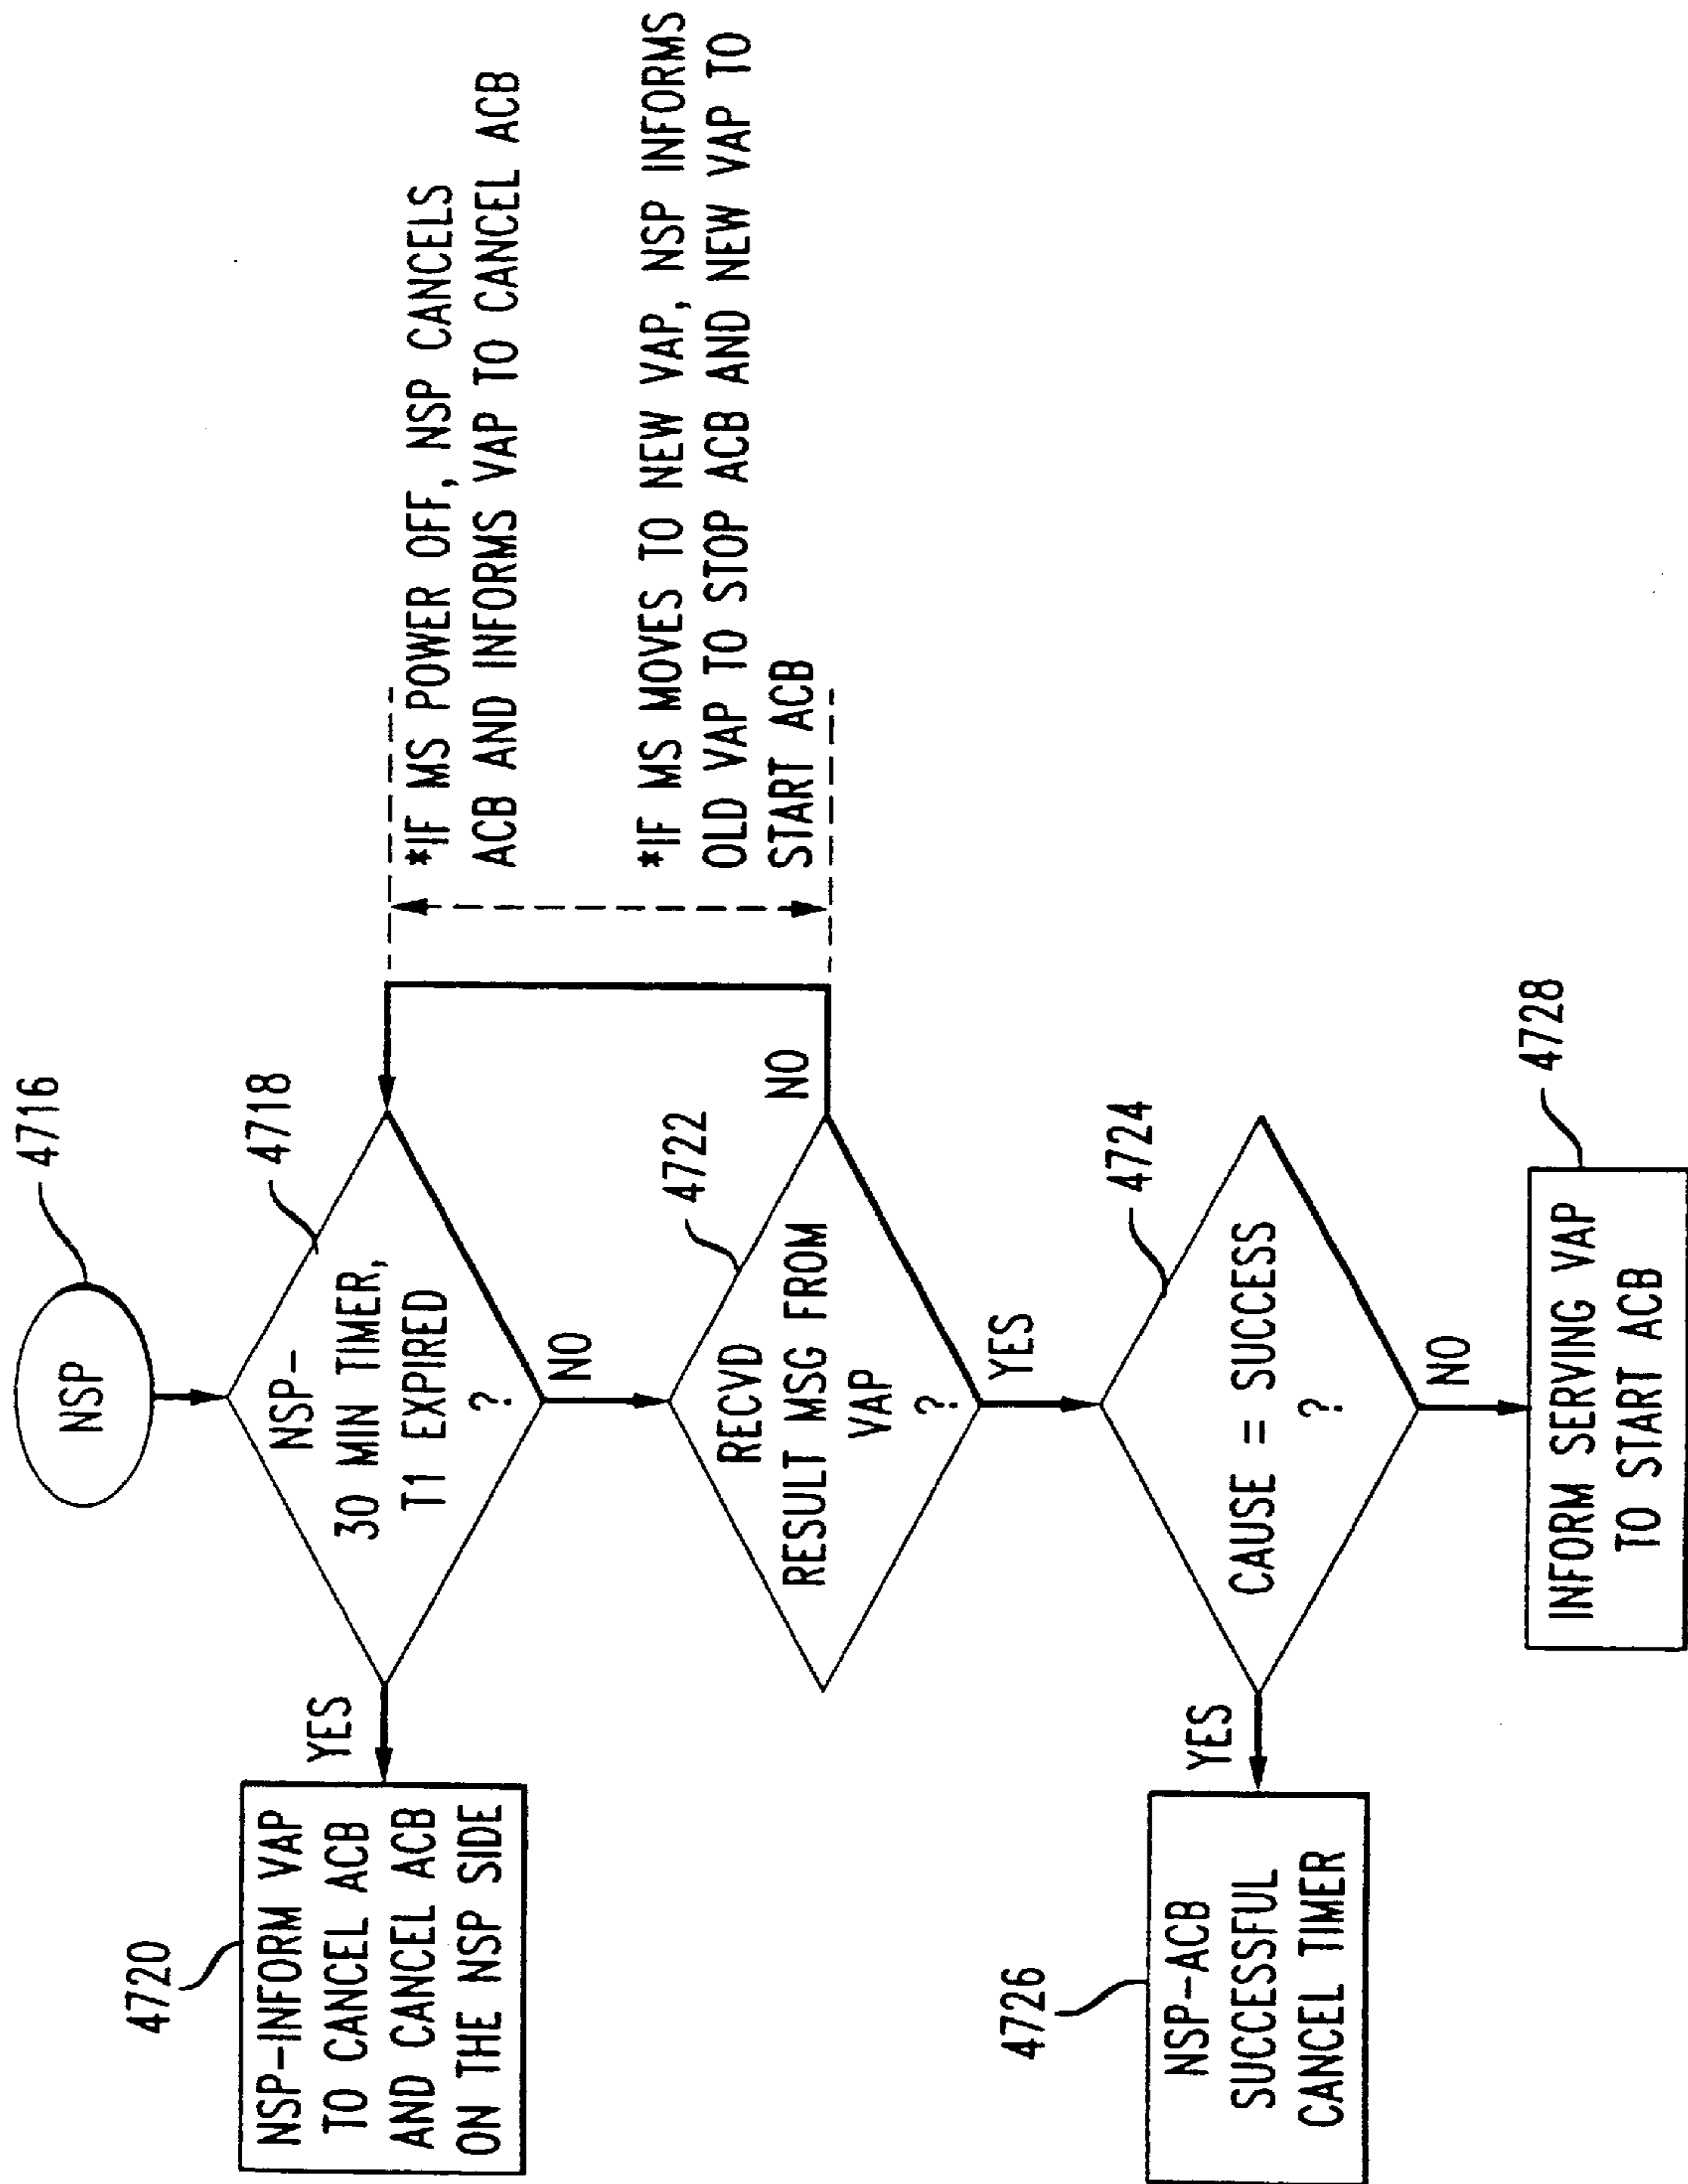 NSP
4716
NSP-
30 MIN TIMER,
T1 EXPIRED
?
4718
YES
NO
4720
NSP-INFORM VAP
TO CANCEL ACB
AND CANCEL ACB
ON THE NSP SIDE
*IF MS POWER OFF, NSP CANCELS
ACB AND INFORMS VAP TO CANCEL ACB
*IF MS MOVES TO NEW VAP, NSP INFORMS
OLD VAP TO STOP ACB AND NEW VAP TO
START ACB
RECVD
RESULT MSG FROM
VAP
?
4722
NO
YES
CAUSE = SUCCESS
?
4724
YES
NO
4726
NSP-ACB
SUCCESSFUL
CANCEL TIMER
INFORM SERVING VAP
TO START ACB
4728